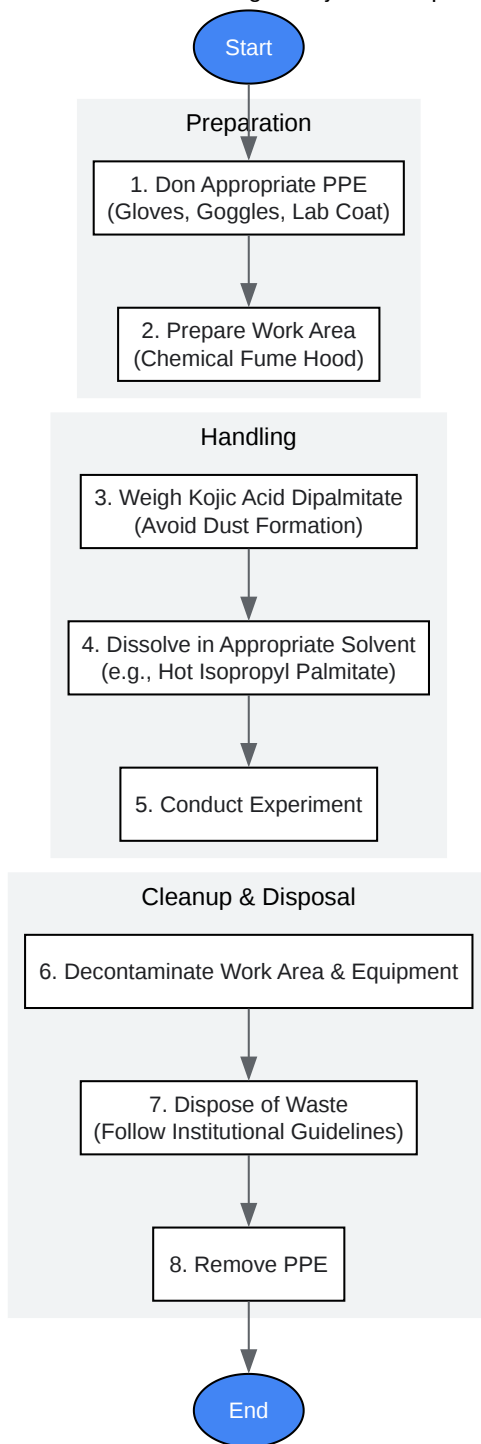 Start
Preparation
1. Don Appropriate PPE
(Gloves, Goggles, Lab Coat)
2. Prepare Work Area
(Chemical Fume Hood)
Handling
3. Weigh Kojic Acid Dipalmitate
(Avoid Dust Formation)
4. Dissolve in Appropriate Solvent
(e.g., Hot Isopropyl Palmitate)
5. Conduct Experiment
Cleanup & Disposal
6. Decontaminate Work Area & Equipment
7. Dispose of Waste
(Follow Institutional Guidelines)
8. Remove PPE
End